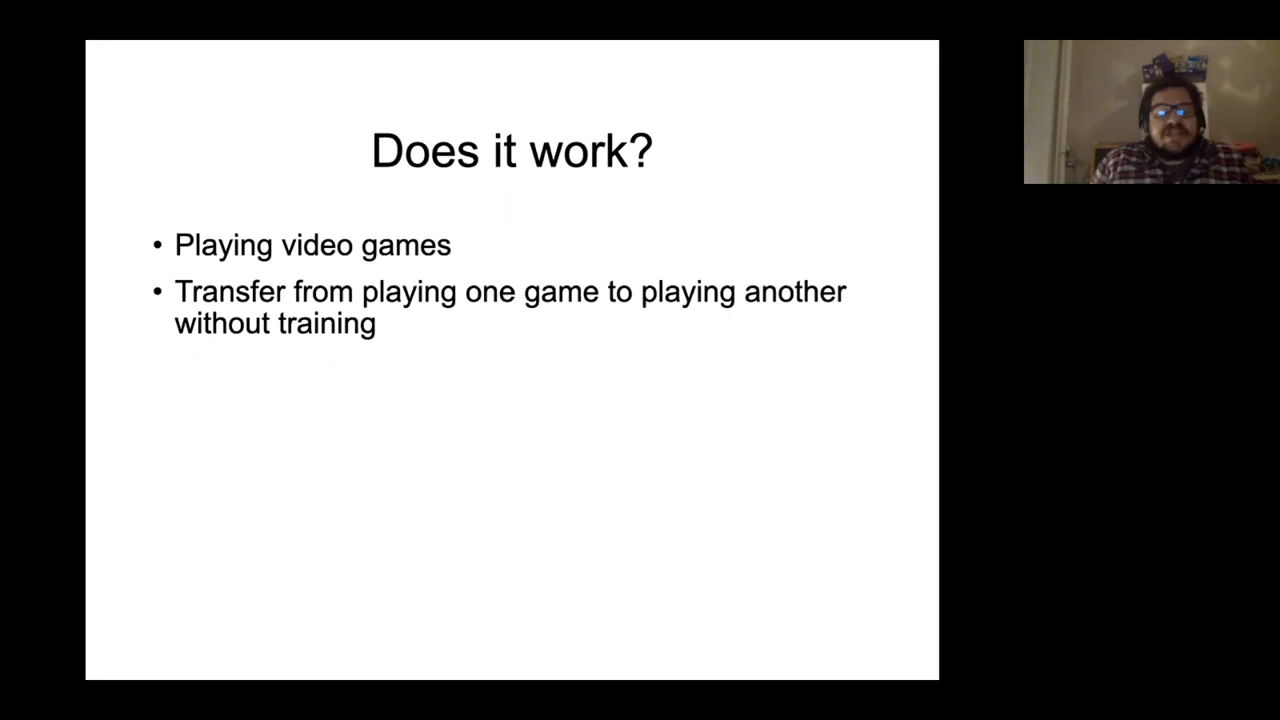 Does it work?
• Playing video games
• Transfer from playing one game to playing another
without training